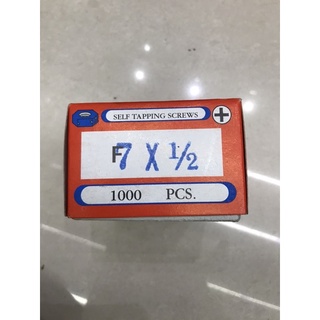 SELF TAPPING SCREWS
F7 X 1/2
1000 PCS.